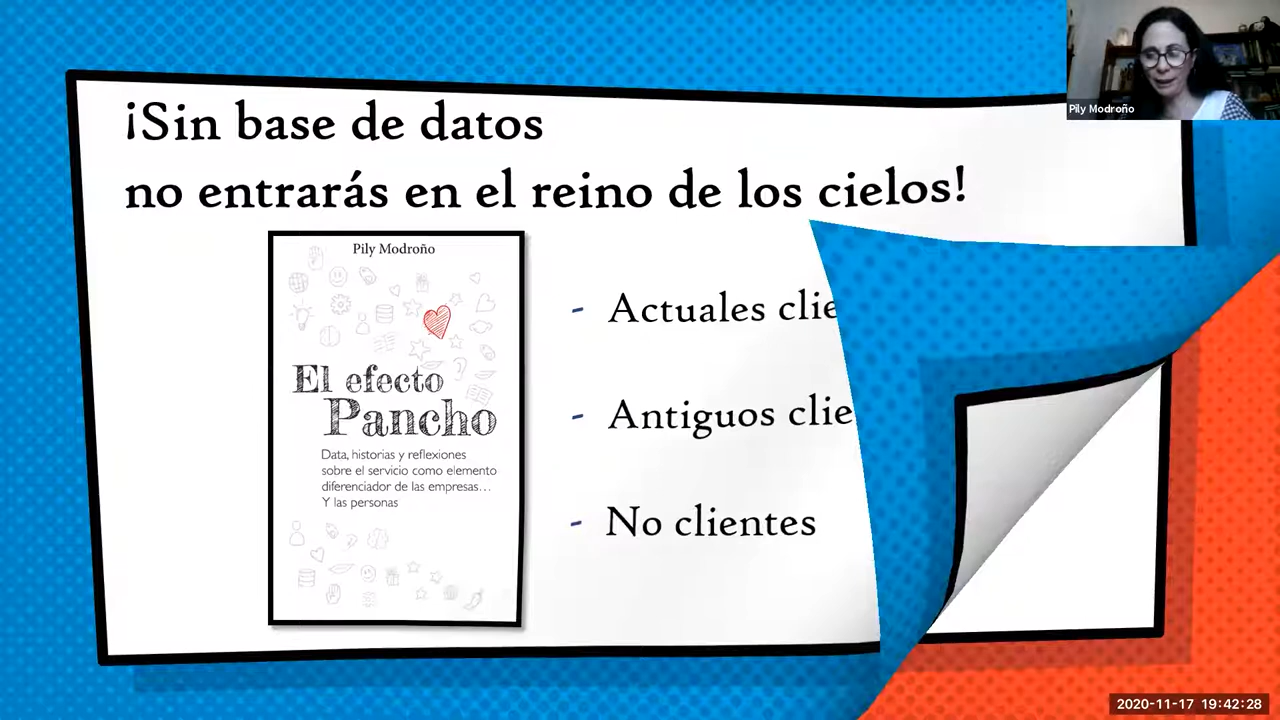 ¡Sin base de datos
no entrarás en el reino de los cielos!
Pily Modroño
El efecto
Pancho
Data, historias y reflexiones
sobre el servicio como elemento
diferenciador de las empresas...
Y las personas
- Actuales clie
- Antiguos clie
- No clientes
Pily Modroño
2020-11-17 19:42:28